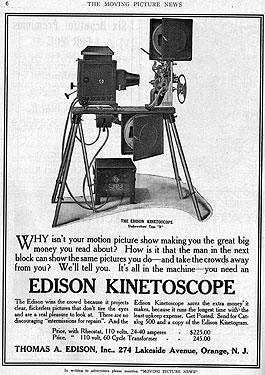 6
THE MOVING PICTURE NEWS
THE EDISON KINETOSCOPE
Underwriters' Type "B"
WHY isn't your motion picture show making you the great big
money you read about? How is it that the man in the next
block can show the same pictures you do—and take the crowds away
from you? We'll tell you. It's all in the machine—you need an
EDISON KINETOSCOPE
The Edison wins the crowd because it projects
clear, flickerless pictures that don't tire the eyes
and are a real pleasure to look at. There are no
discouraging "intermissions for repairs". And the
Edison Kinetoscope saves the extra money it
makes, because it runs the longest time with the
least upkeep expense. Get Posted. Send for Cat-
alog 500 and a copy of the Edison Kinetogram.
Price, with Rheostat, 110 volts, 24-40 amperes - $225.00
Price, " 110 volt, 60 Cycle Transformer - - 245.00
THOMAS A. EDISON, Inc., 274 Lakeside Avenue, Orange, N. J.
In writing to advertisers please mention "MOVING PICTURE NEWS"